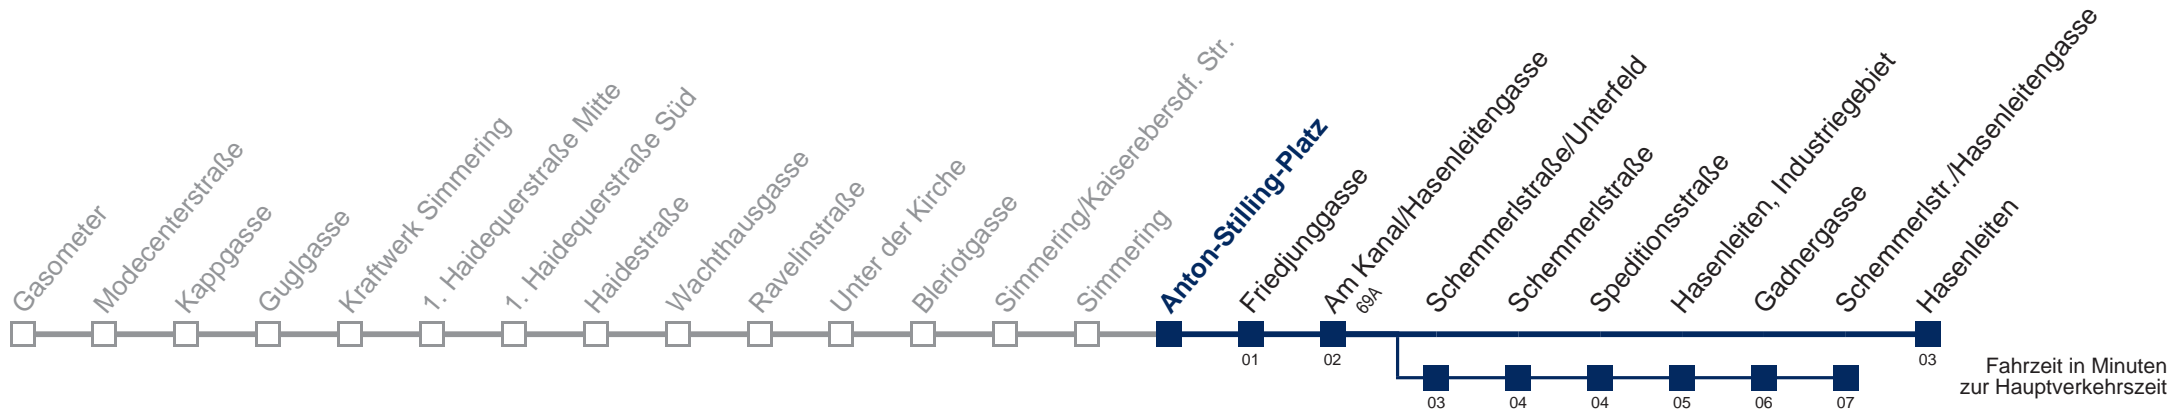 Gasometer
Modecenterstraße
Kappgasse
Guglgasse
Kraftwerk Simmering
1. Haidequerstraße Mitte
1. Haidequerstraße Süd
Haidestraße
Wachthausgasse
Ravelinstraße
Unter der Kirche
Bleriotgasse
Simmering/Kaiserebersdf. Str.
Simmering
Anton-Stilling-Platz
Friedjunggasse
Am Kanal/Hasenleitengasse
69A
Schemmerlstraße/Unterfeld
Schemmerlstraße
Speditionsstraße
Hasenleiten, Industriegebiet
Gadnergasse
Schemmerlstr./Hasenleitengasse
Hasenleiten
01
02
03
03
04
04
05
06
07
Fahrzeit in Minuten
zur Hauptverkehrszeit